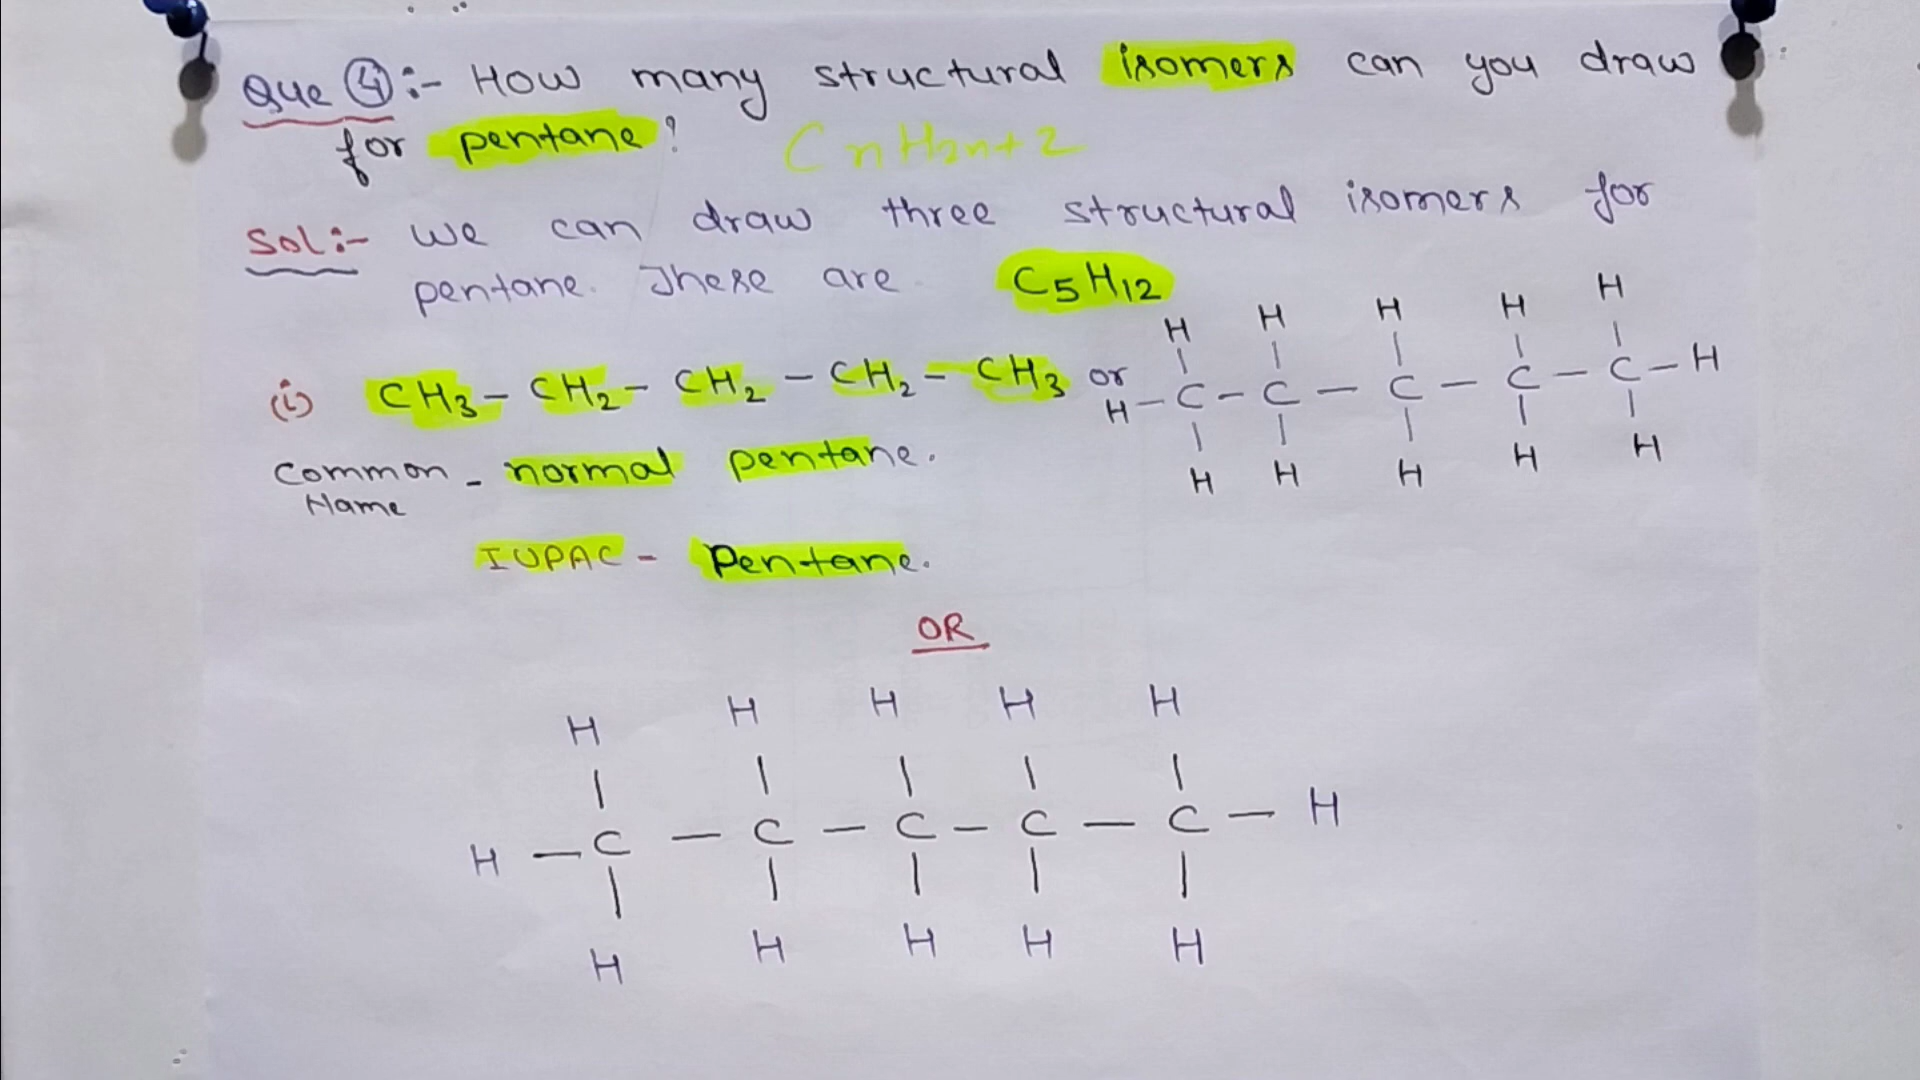 Que ④:- How many structural isomers can you draw
for pentane?
CnH2n+2
Sol:- We can draw three structural isomers for
pentane. These are C5H12
(i) CH3 - CH2 - CH2 - CH2 - CH3 or
H H H H H
| | | | |
H - C - C - C - C - C - H
| | | | |
H H H H H
Common - normal pentane.
Name
IUPAC - Pentane.
OR
H H H H H
| | | | |
H - C - C - C - C - C - H
| | | | |
H H H H H